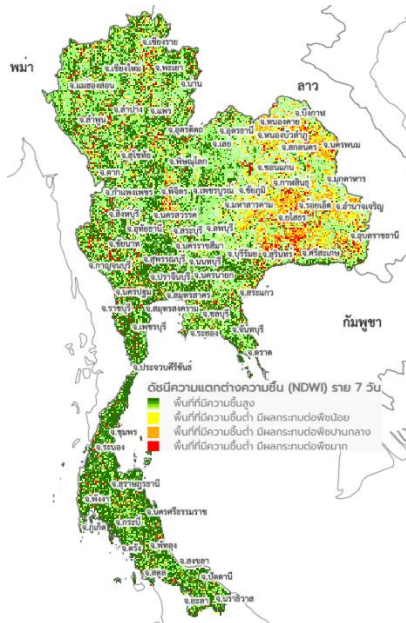 พม่า
ลาว
กัมพูชา
จ.เชียงราย
จ.เชียงใหม่
จ.พะเยา
จ.แม่ฮ่องสอน
จ.น่าน
จ.ลำปาง
จ.แพร่
จ.ลำพูน
จ.อุตรดิตถ์
จ.สุโขทัย
จ.พิษณุโลก
จ.ตาก
จ.กำแพงเพชร
จ.พิจิตร
จ.เพชรบูรณ์
จ.เลย
จ.อุดรธานี
จ.หนองคาย
จ.บึงกาฬ
จ.หนองบัวลำภู
จ.สกลนคร
จ.นครพนม
จ.ขอนแก่น
จ.กาฬสินธุ์
จ.มุกดาหาร
จ.ชัยภูมิ
จ.มหาสารคาม
จ.ร้อยเอ็ด
จ.อำนาจเจริญ
จ.ยโสธร
จ.อุบลราชธานี
จ.สิงห์บุรี
จ.นครสวรรค์
จ.อุทัยธานี
จ.สระบุรี
จ.ลพบุรี
จ.ชัยนาท
จ.นครราชสีมา
จ.บุรีรัมย์
จ.สุรินทร์
จ.ศรีสะเกษ
จ.กาญจนบุรี
จ.สุพรรณบุรี
จ.นนทบุรี
จ.ปราจีนบุรี
จ.นครนายก
จ.นครปฐม
จ.สมุทรสาคร
จ.สระแก้ว
จ.ราชบุรี
จ.สมุทรสงคราม
จ.ชลบุรี
จ.เพชรบุรี
จ.ระยอง
จ.จันทบุรี
จ.ตราด
จ.ประจวบคีรีขันธ์
ดัชนีความแตกต่างความชื้น (NDWI) ราย 7 วัน
พื้นที่ที่มีความชื้นสูง
พื้นที่ที่มีความชื้นต่ำ มีผลกระทบต่อพืชน้อย
พื้นที่ที่มีความชื้นต่ำ มีผลกระทบต่อพืชปานกลาง
พื้นที่ที่มีความชื้นต่ำ มีผลกระทบต่อพืชมาก
จ.ชุมพร
จ.ระนอง
จ.สุราษฎร์ธานี
จ.พังงา
จ.นครศรีธรรมราช
จ.กระบี่
จ.ภูเก็ต
จ.ตรัง
จ.พัทลุง
จ.สงขลา
จ.สตูล
จ.ปัตตานี
จ.ยะลา
จ.นราธิวาส